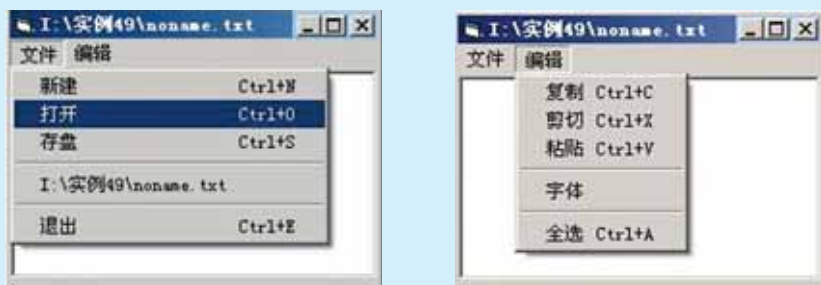 I:\实例49\noname.txt
文件 编辑
新建 Ctrl+N
打开 Ctrl+O
存盘 Ctrl+S
I:\实例49\noname.txt
退出 Ctrl+E
I:\实例49\noname.txt
文件 编辑
复制 Ctrl+C
剪切 Ctrl+X
粘贴 Ctrl+V
字体
全选 Ctrl+A